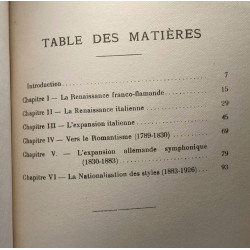 TABLE DES MATIÈRES
Introduction 7
Chapitre I — La Renaissance franco-flamande 15
Chapitre II — La Renaissance italienne 29
Chapitre III — L'expansion italienne 45
Chapitre IV — Vers le Romantisme (1789-1830) 69
Chapitre V. — L'expansion allemande symphonique
(1830-1883) 79
Chapitre VI — La Nationalisation des styles (1883-1926) 93